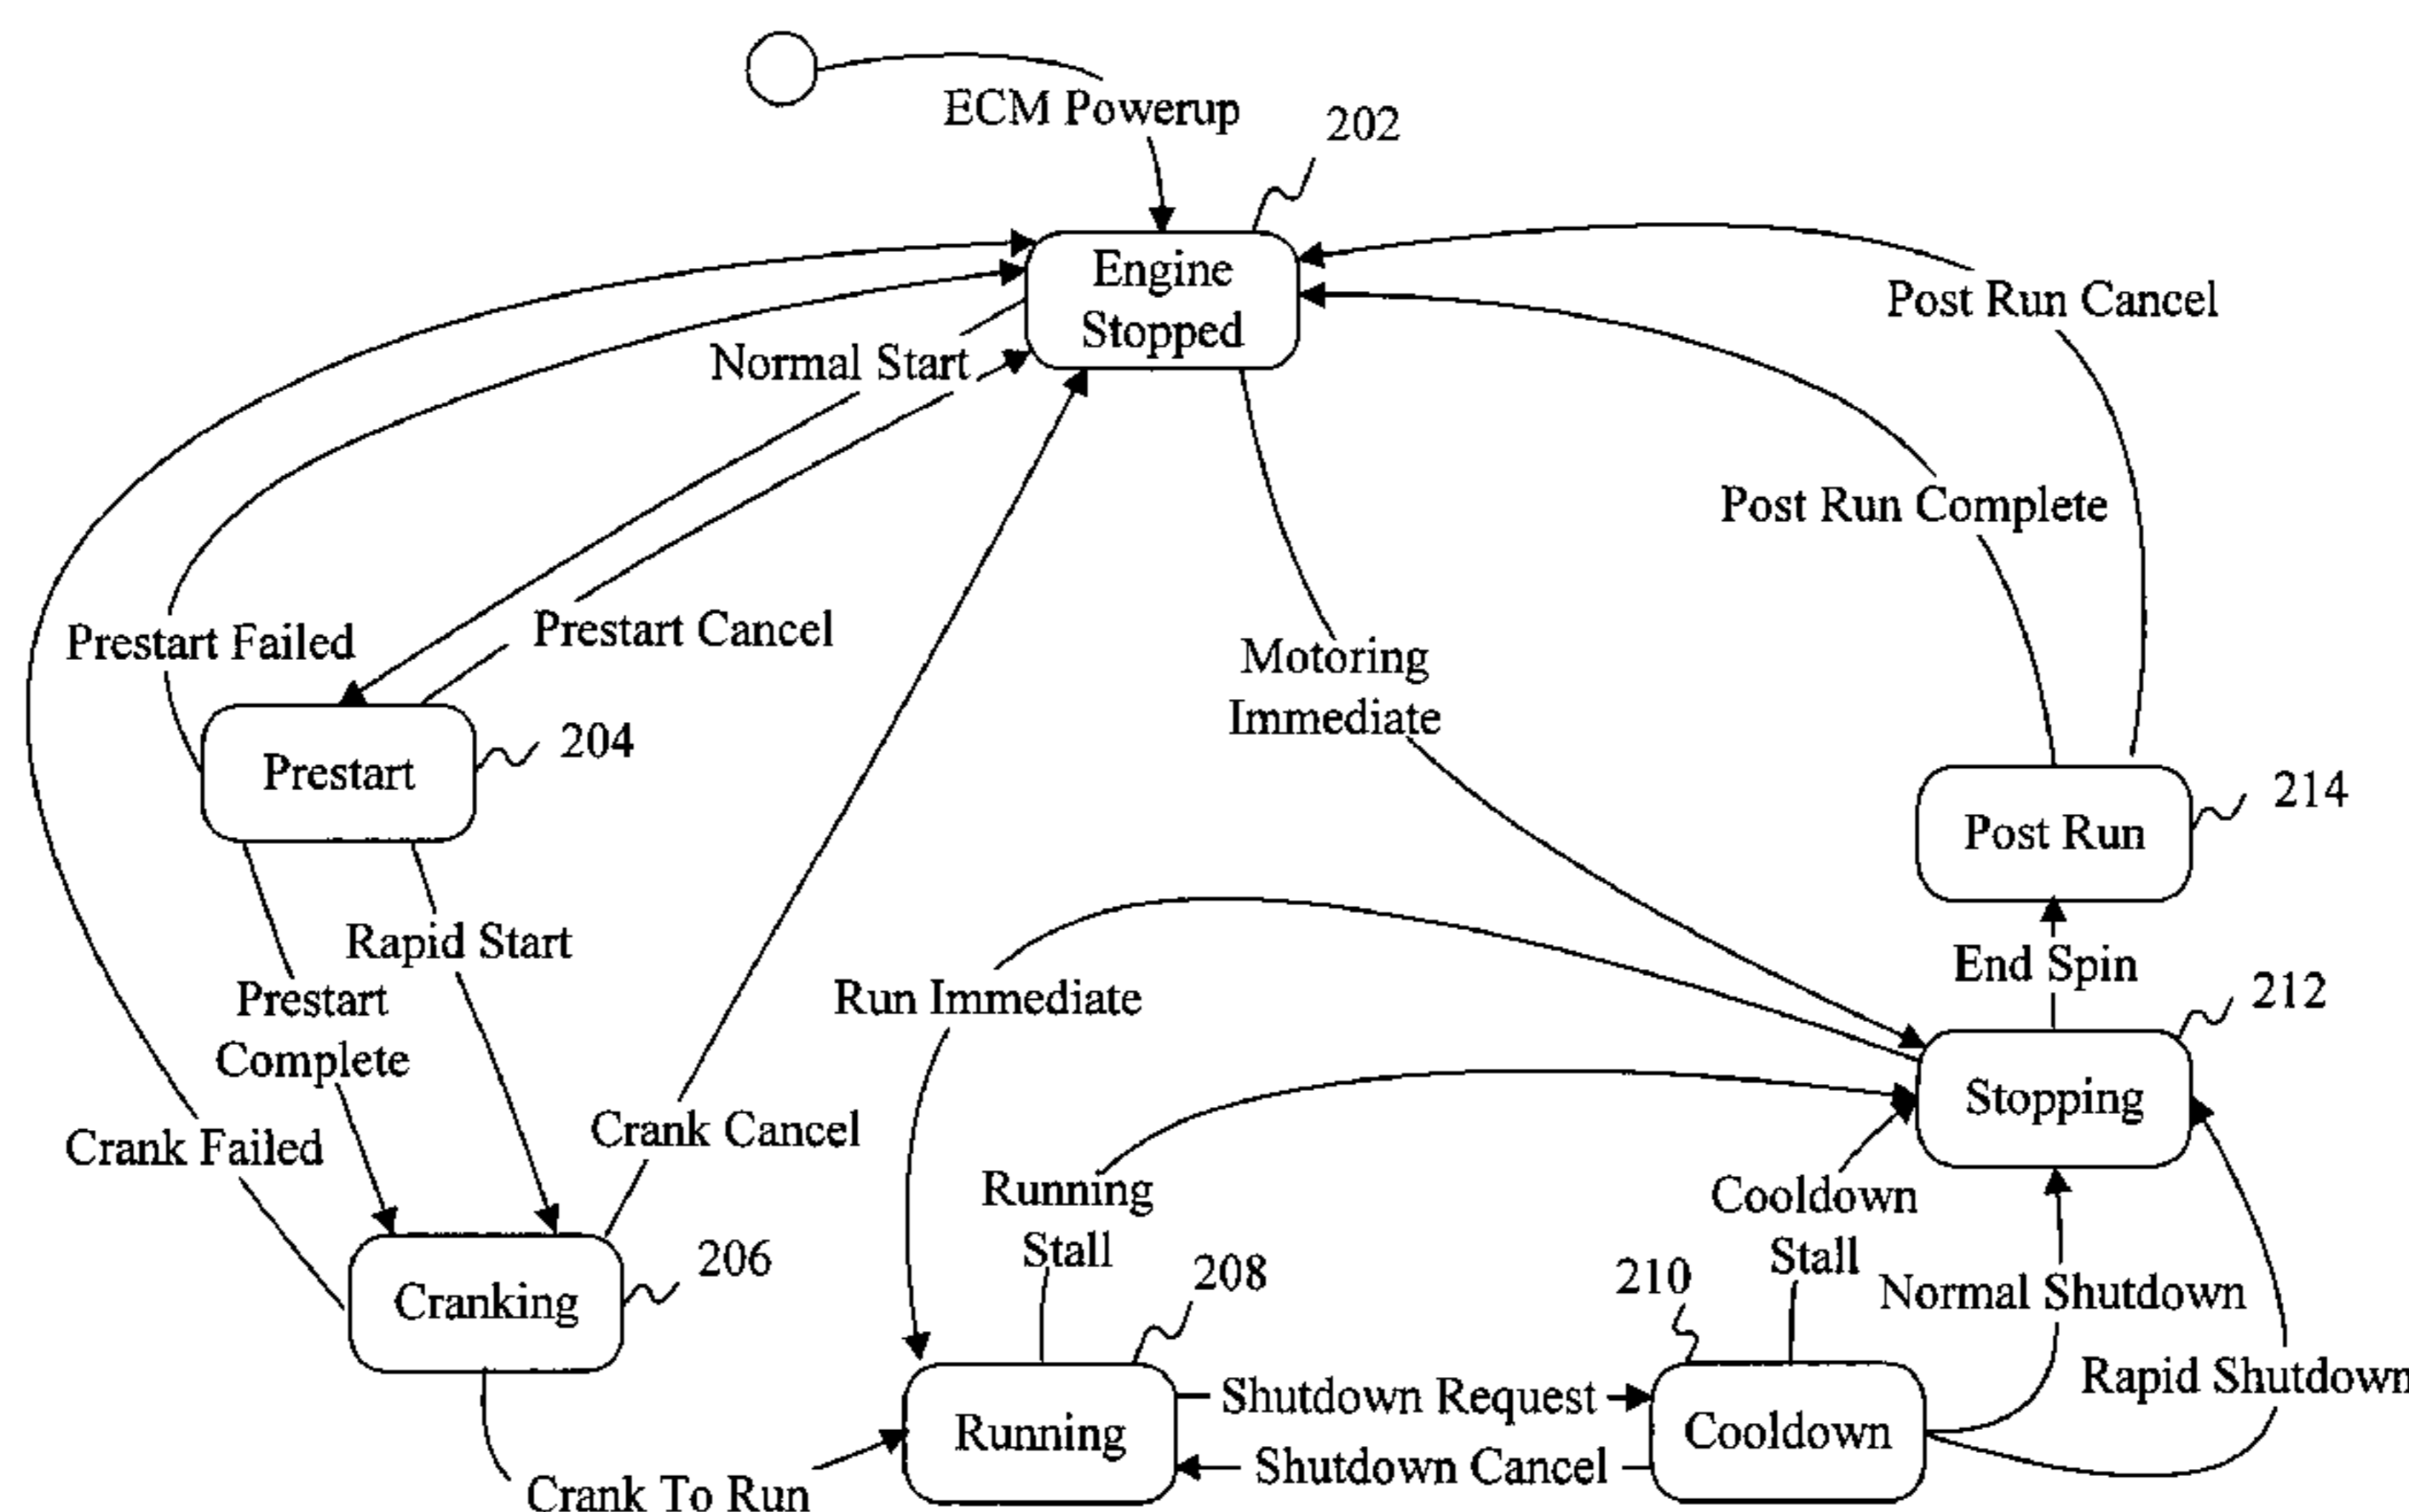 ECM Powerup
202
Engine
Stopped
Post Run Cancel
Normal Start
Post Run Complete
Prestart Failed
Prestart Cancel
Motoring
Immediate
204
Prestart
214
Post Run
Rapid Start
End Spin
Prestart
Complete
Run Immediate
212
Stopping
Crank Failed
Crank Cancel
Running
Stall
Cooldown
Stall
206
Cranking
208
210
Normal Shutdown
Rapid Shutdown
Shutdown Request
Running
Cooldown
Shutdown Cancel
Crank To Run